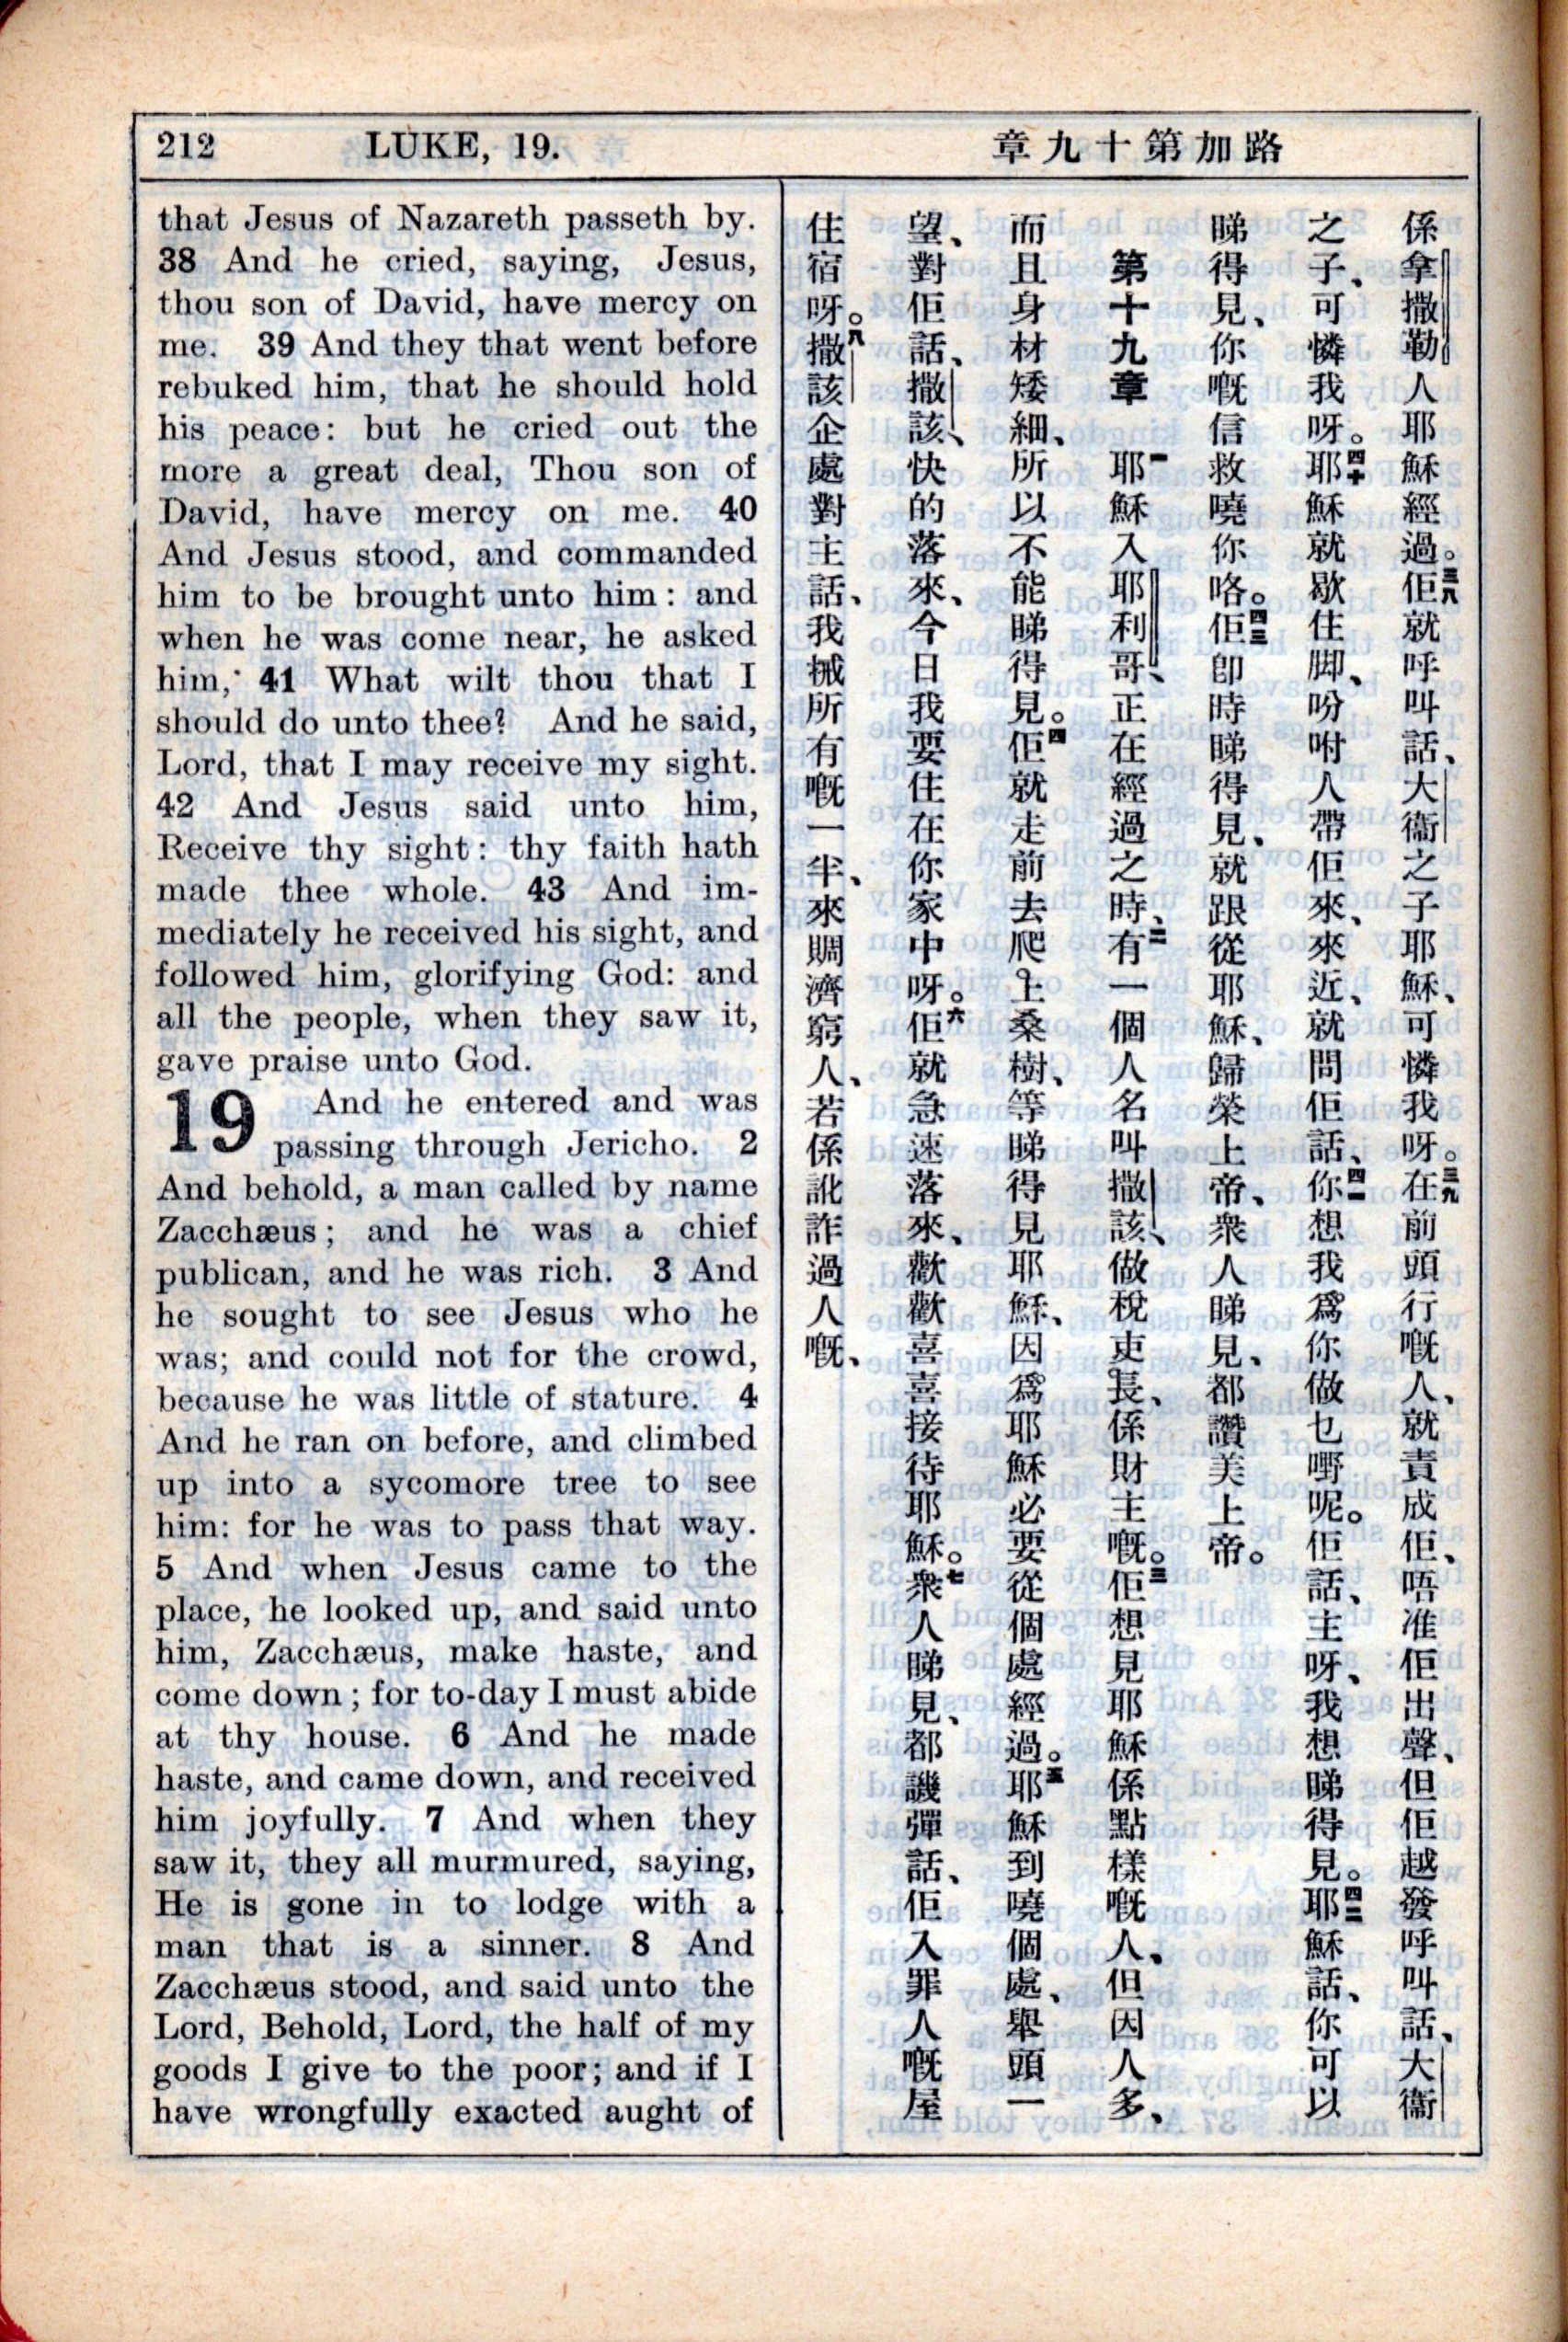 212 LUKE, 19.
that Jesus of Nazareth passeth by.
38 And he cried, saying, Jesus,
thou son of David, have mercy on
me. 39 And they that went before
rebuked him, that he should hold
his peace: but he cried out the
more a great deal, Thou son of
David, have mercy on me. 40
And Jesus stood, and commanded
him to be brought unto him: and
when he was come near, he asked
him, 41 What wilt thou that I
should do unto thee? And he said,
Lord, that I may receive my sight.
42 And Jesus said unto him,
Receive thy sight: thy faith hath
made thee whole. 43 And im-
mediately he received his sight, and
followed him, glorifying God: and
all the people, when they saw it,
gave praise unto God.
19 And he entered and was
passing through Jericho. 2
And behold, a man called by name
Zacchæus; and he was a chief
publican, and he was rich. 3 And
he sought to see Jesus who he
was; and could not for the crowd,
because he was little of stature. 4
And he ran on before, and climbed
up into a sycomore tree to see
him: for he was to pass that way.
5 And when Jesus came to the
place, he looked up, and said unto
him, Zacchæus, make haste, and
come down; for to-day I must abide
at thy house. 6 And he made
haste, and came down, and received
him joyfully. 7 And when they
saw it, they all murmured, saying,
He is gone in to lodge with a
man that is a sinner. 8 And
Zacchæus stood, and said unto the
Lord, Behold, Lord, the half of my
goods I give to the poor; and if I
have wrongfully exacted aught of
路加第十九章
係拿撒勒人耶穌經過。三八佢就呼叫話、大衞之子耶穌、可憐我呀。三九在前頭行嘅人、就責成佢、唔准佢出聲、但佢越發呼叫話、大衞
之子、可憐我呀。四十耶穌就歇住脚、吩咐人帶佢來、來近、就問佢話、四一你想我爲你做乜嘢呢。佢話、主呀、我想睇得見。四二耶穌話、你可以
睇得見、你嘅信救嘵你咯。四三佢卽時睇得見、就跟從耶穌、歸榮上帝、衆人睇見、都讚美上帝。
第十九章 一耶穌入耶利哥、正在經過之時、二有一個人名叫撒該、做稅吏長、係財主嘅。三佢想見耶穌係點樣嘅人、但因人多、
而且身材矮細、所以不能睇得見。四佢就走前去爬上桑樹、等睇得見耶穌、因爲耶穌必要從個處經過。五耶穌到嘵個處、舉頭一
望、對佢話、撒該、快的落來、今日我要住在你家中呀。六佢就急速落來、歡歡喜喜接待耶穌。七衆人睇見、都譏彈話、佢入罪人嘅屋
住宿呀。八撒該企處對主話、我𢬿所有嘅一半、來賙濟窮人、若係訛詐過人嘅、